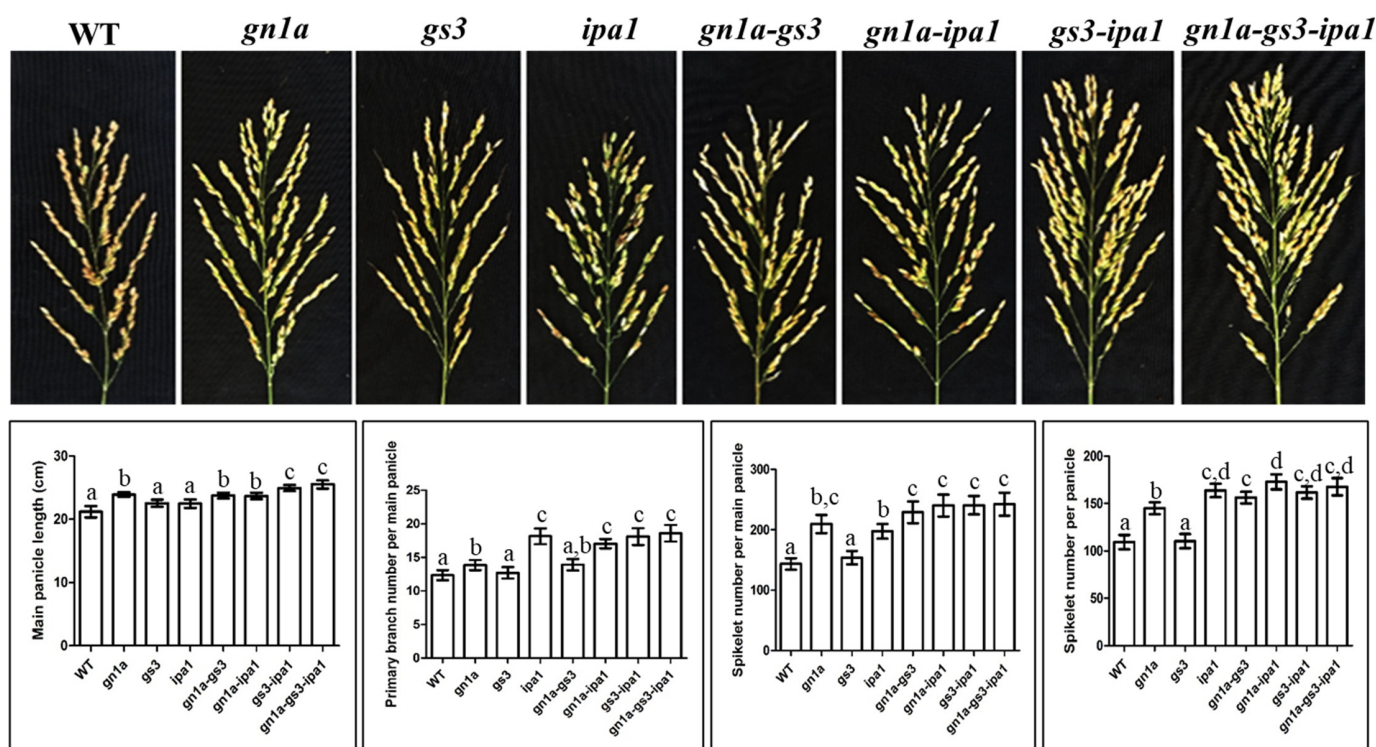 WT gn1a gs3 ipa1 gn1a-gs3 gn1a-ipa1 gs3-ipa1 gn1a-gs3-ipa1
Main panicle length (cm)
30
20
10
0
a b a a b b c c
WT gn1a gs3 ipa1 gn1a-gs3 gn1a-ipa1 gs3-ipa1 gn1a-gs3-ipa1
Primary branch number per main panicle
25
20
15
10
5
0
a b a c a,b c c c
WT gn1a gs3 ipa1 gn1a-gs3 gn1a-ipa1 gs3-ipa1 gn1a-gs3-ipa1
Spikelet number per main panicle
300
200
100
0
a b,c a b c c c c
WT gn1a gs3 ipa1 gn1a-gs3 gn1a-ipa1 gs3-ipa1 gn1a-gs3-ipa1
Spikelet number per panicle
200
150
100
50
0
a b a c,d c d c,d c,d
WT gn1a gs3 ipa1 gn1a-gs3 gn1a-ipa1 gs3-ipa1 gn1a-gs3-ipa1